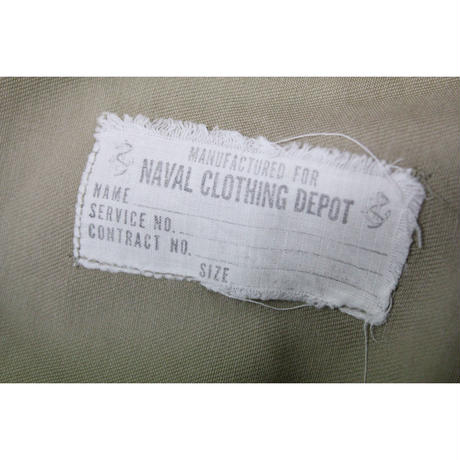 MANUFACTURED FOR
NAVAL CLOTHING DEPOT
NAME
SERVICE NO.
CONTRACT NO.
SIZE